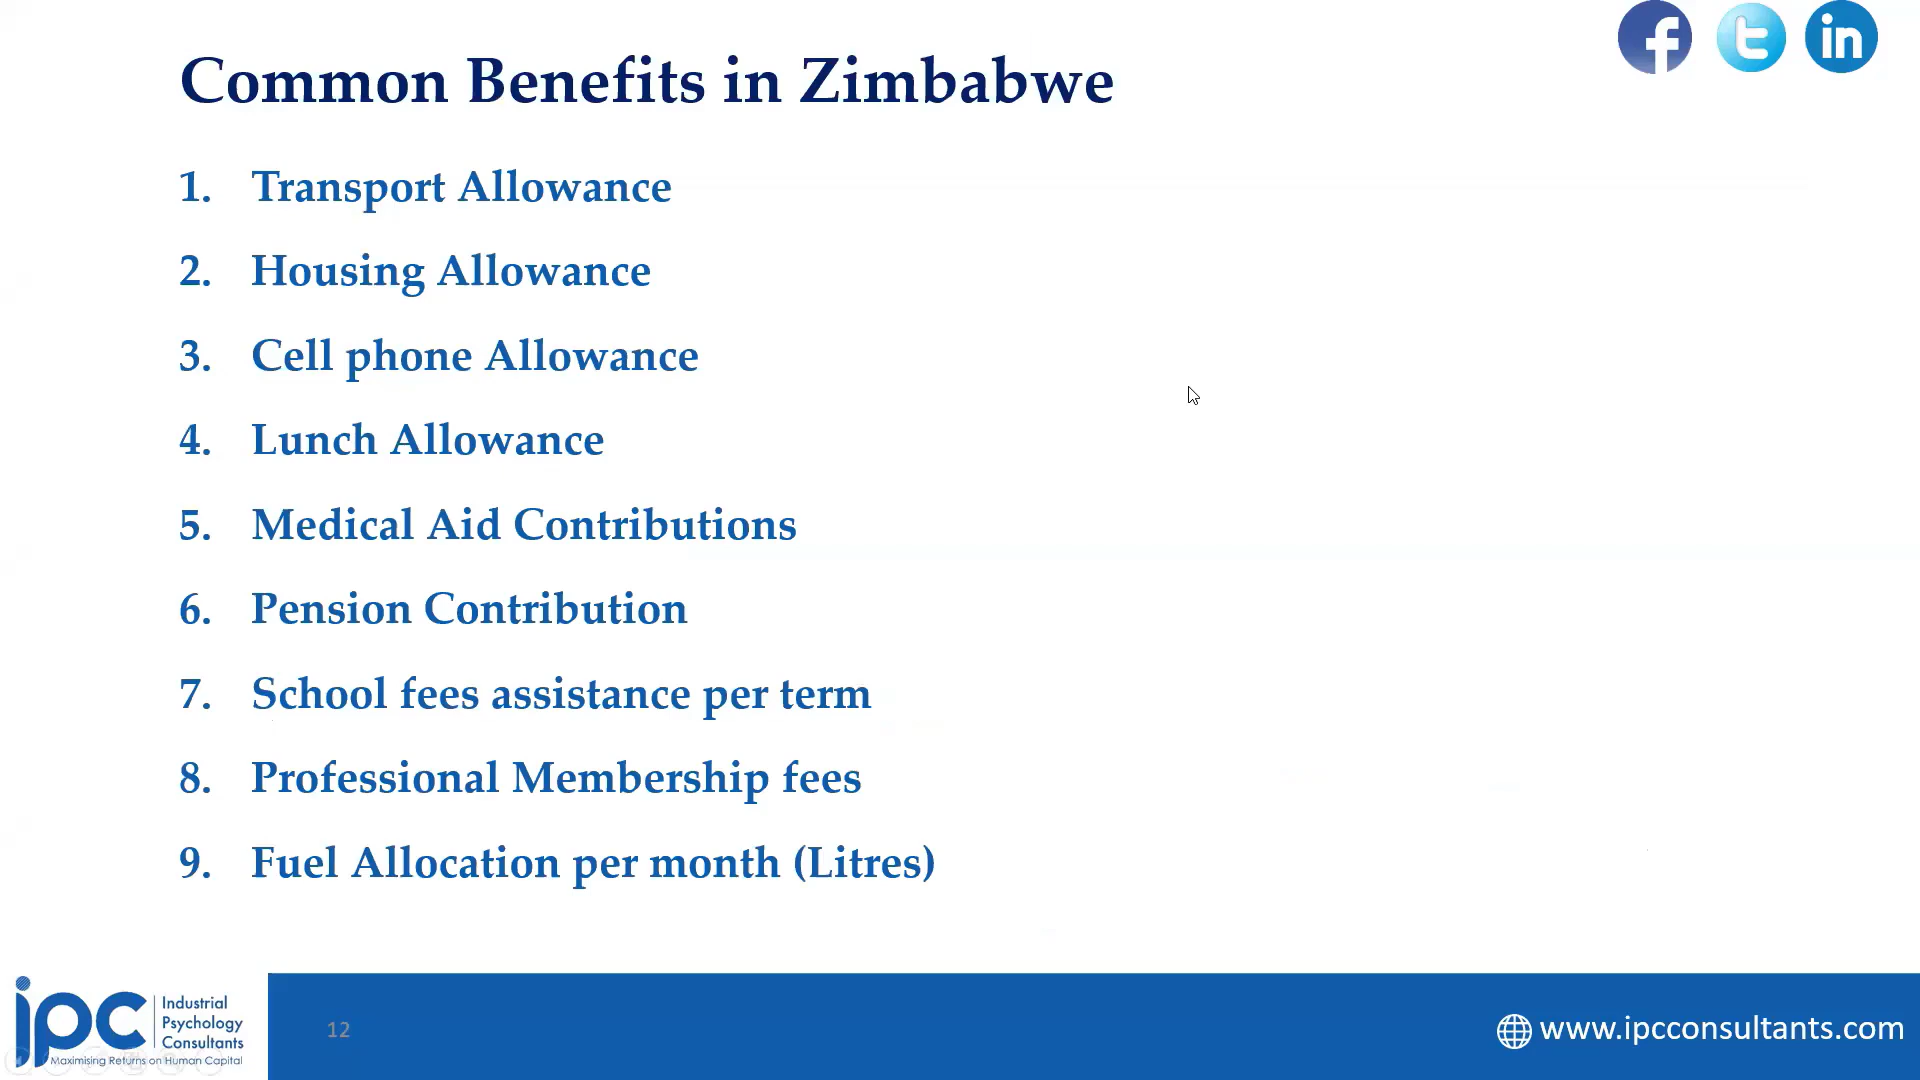 Common Benefits in Zimbabwe
1. Transport Allowance
2. Housing Allowance
3. Cell phone Allowance
4. Lunch Allowance
5. Medical Aid Contributions
6. Pension Contribution
7. School fees assistance per term
8. Professional Membership fees
9. Fuel Allocation per month (Litres)
ipc
Industrial
Psychology
Consultants
Maximising Returns on Human Capital
12
www.ipcconsultants.com